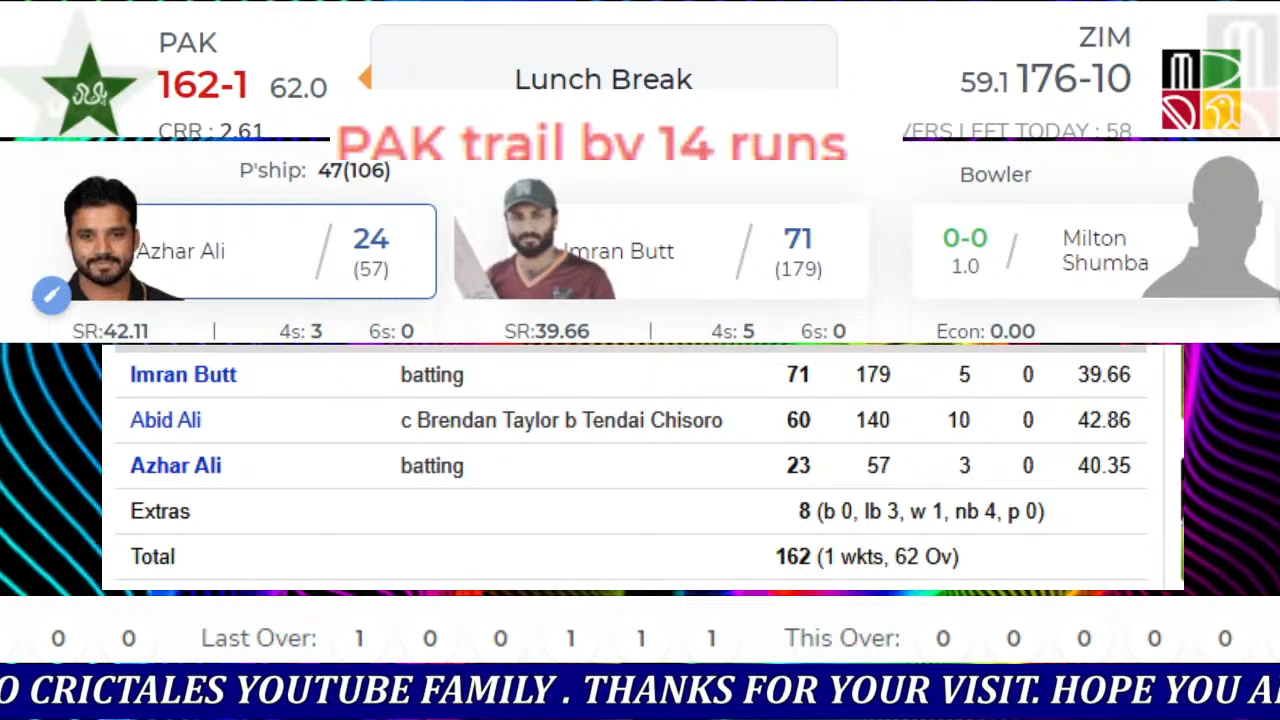 PAK
162-1 62.0
CRR : 2.61
Lunch Break
PAK trail by 14 runs
ZIM
59.1 176-10
VERS LEFT TODAY : 58
P'ship: 47(106)
Bowler
Azhar Ali
24
(57)
Imran Butt
71
(179)
0-0
1.0
Milton
Shumba
SR:42.11 | 4s: 3 6s: 0
SR:39.66 | 4s: 5 6s: 0
Econ: 0.00
Imran Butt batting 71 179 5 0 39.66
Abid Ali c Brendan Taylor b Tendai Chisoro 60 140 10 0 42.86
Azhar Ali batting 23 57 3 0 40.35
Extras 8 (b 0, lb 3, w 1, nb 4, p 0)
Total 162 (1 wkts, 62 Ov)
0 0 Last Over: 1 0 0 1 1 1 This Over: 0 0 0 0 0
O CRICTALES YOUTUBE FAMILY . THANKS FOR YOUR VISIT. HOPE YOU A